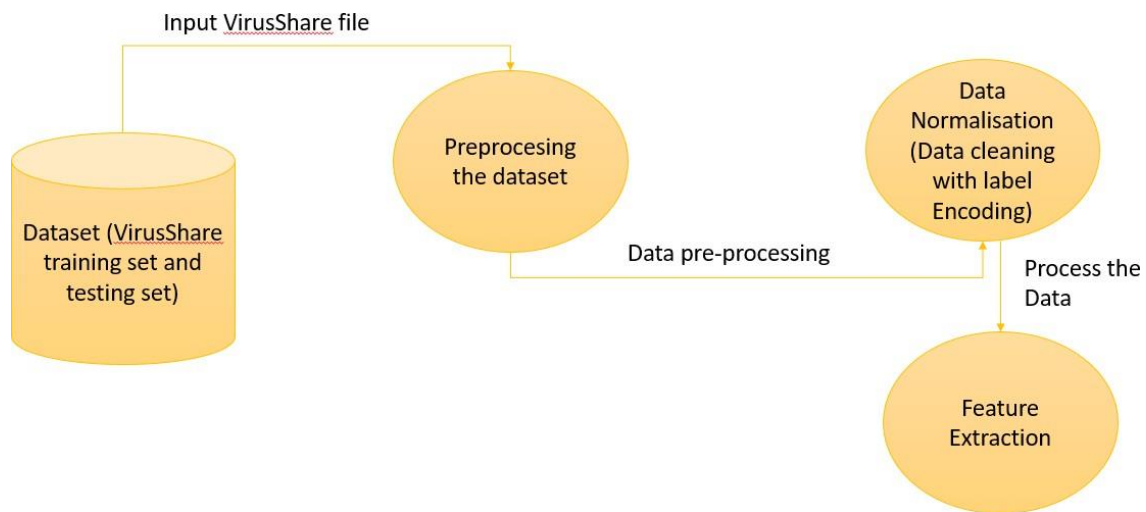 Input VirusShare file
Dataset (VirusShare
training set and
testing set)
Preprocesing
the dataset
Data pre-processing
Data
Normalisation
(Data cleaning
with label
Encoding)
Process the
Data
Feature
Extraction